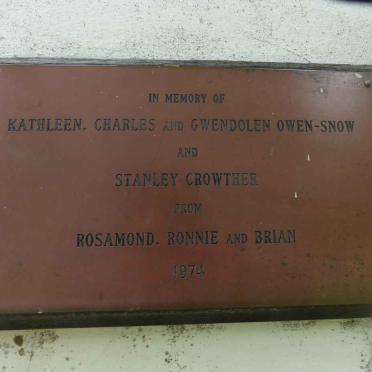 IN MEMORY OF
KATHLEEN, CHARLES AND GWENDOLEN OWEN-SNOW
AND
STANLEY CROWTHER
FROM
ROSAMOND, RONNIE AND BRIAN
1974